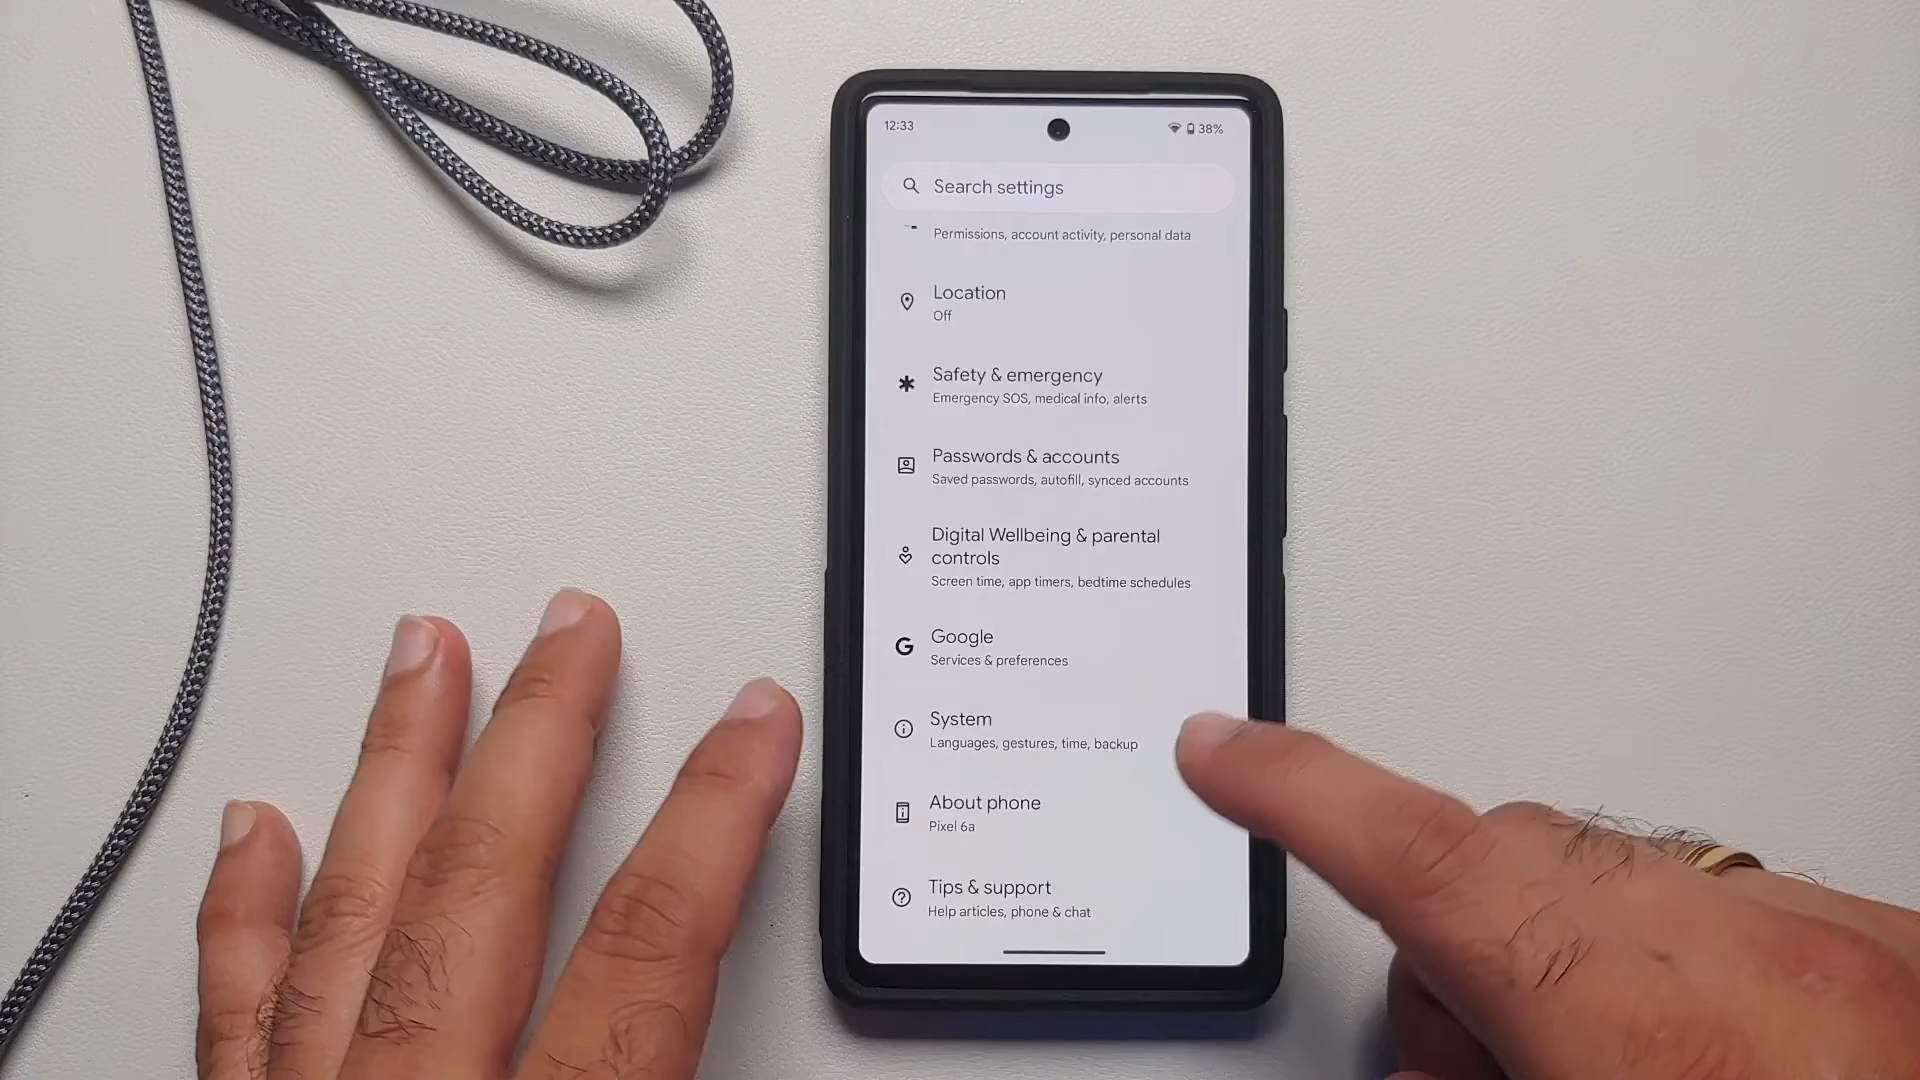 12:33
38%
Search settings
Permissions, account activity, personal data
Location
Off
Safety & emergency
Emergency SOS, medical info, alerts
Passwords & accounts
Saved passwords, autofill, synced accounts
Digital Wellbeing & parental
controls
Screen time, app timers, bedtime schedules
Google
Services & preferences
System
Languages, gestures, time, backup
About phone
Pixel 6a
Tips & support
Help articles, phone & chat